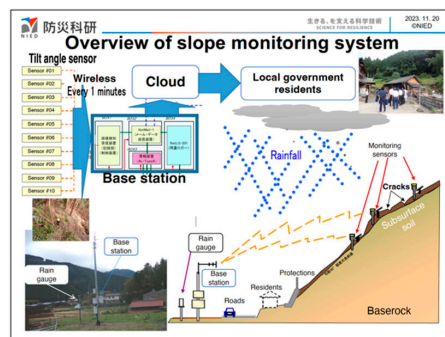 防災科研
NIED
生きる、を支える科学技術
SCIENCE FOR RESILIENCE
2023. 11. 20
©NIED
Overview of slope monitoring system
Tilt angle sensor
Sensor #01
Sensor #02
Sensor #03
Sensor #04
Sensor #05
Sensor #06
Sensor #07
Sensor #08
Sensor #09
Sensor #10
Wireless
Every 1 minutes
Cloud
Local government
residents
Base station
Rainfall
Monitoring
sensors
Cracks
Subsurface
soil
Base
station
Rain
gauge
Rain
gauge
Base
station
Protections
Residents
Roads
Baserock